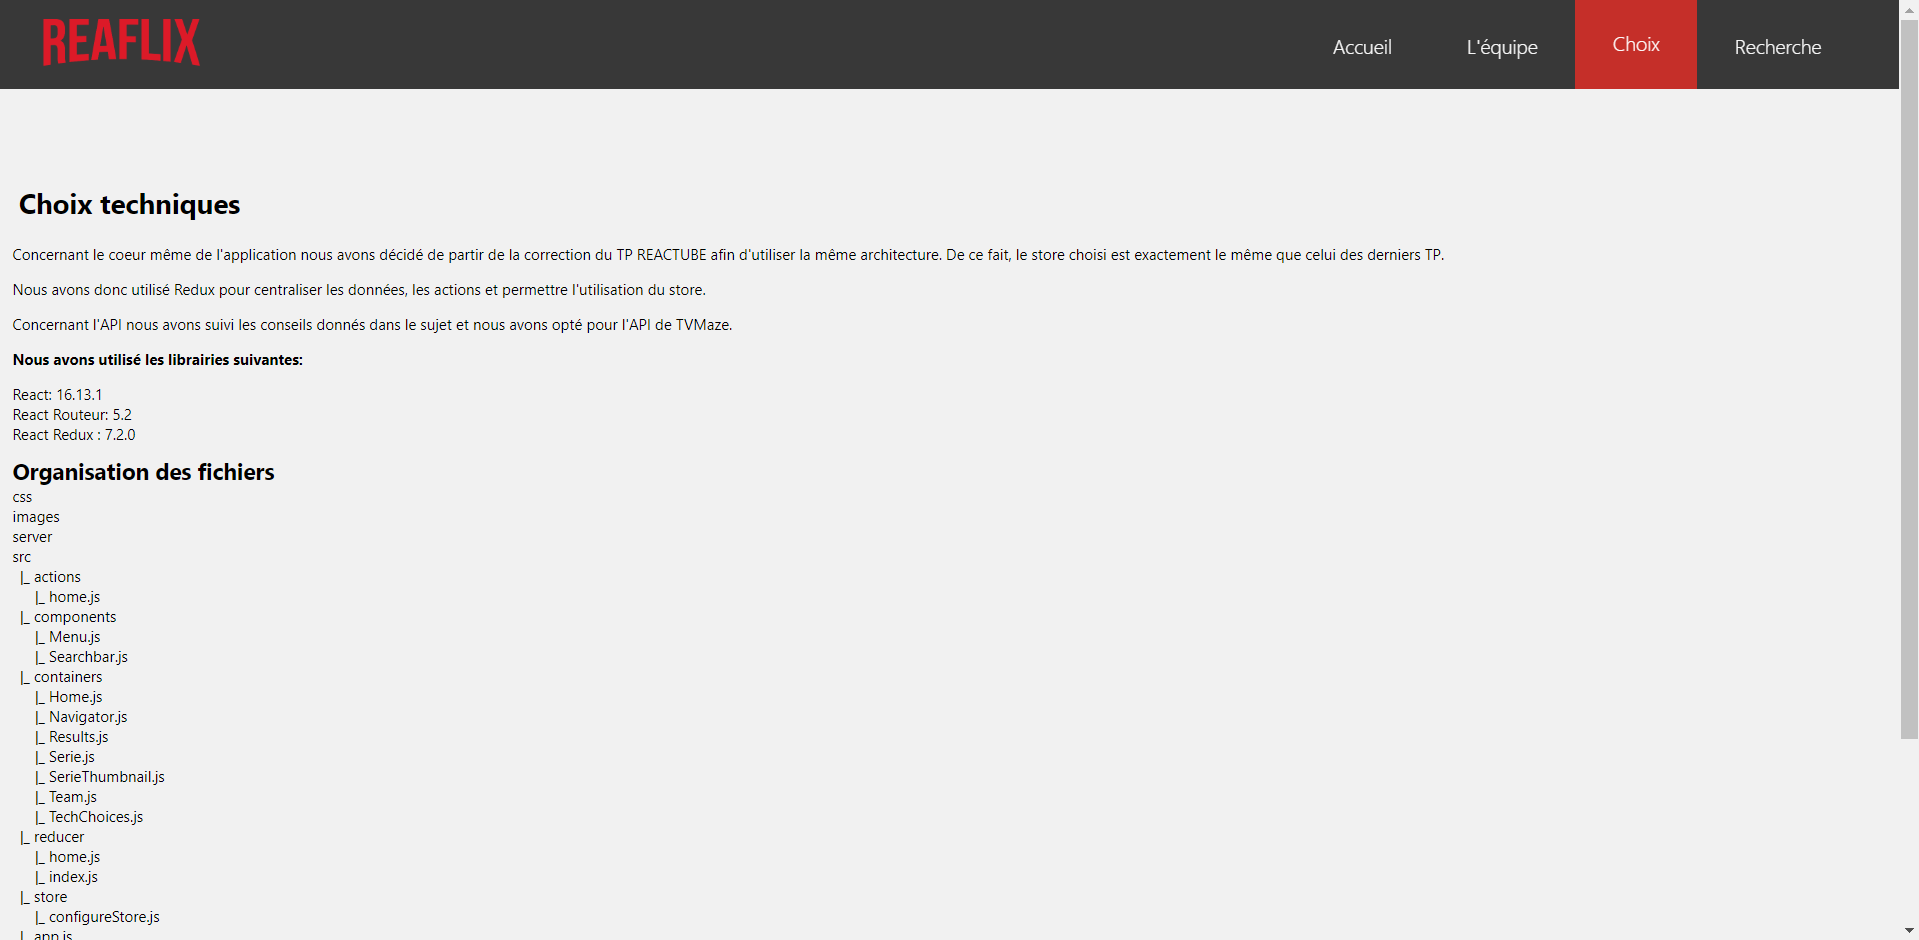 REAFLIX
Accueil
L'équipe
Choix
Recherche
Choix techniques
Concernant le coeur même de l'application nous avons décidé de partir de la correction du TP REACTUBE afin d'utiliser la même architecture. De ce fait, le store choisi est exactement le même que celui des derniers TP.
Nous avons donc utilisé Redux pour centraliser les données, les actions et permettre l'utilisation du store.
Concernant l'API nous avons suivi les conseils donnés dans le sujet et nous avons opté pour l'API de TVMaze.
Nous avons utilisé les librairies suivantes:
React: 16.13.1
React Routeur: 5.2
React Redux : 7.2.0
Organisation des fichiers
css
images
server
src
|_ actions
|_ home.js
|_ components
|_ Menu.js
|_ Searchbar.js
|_ containers
|_ Home.js
|_ Navigator.js
|_ Results.js
|_ Serie.js
|_ SerieThumbnail.js
|_ Team.js
|_ TechChoices.js
|_ reducer
|_ home.js
|_ index.js
|_ store
|_ configureStore.js
|_ app.js